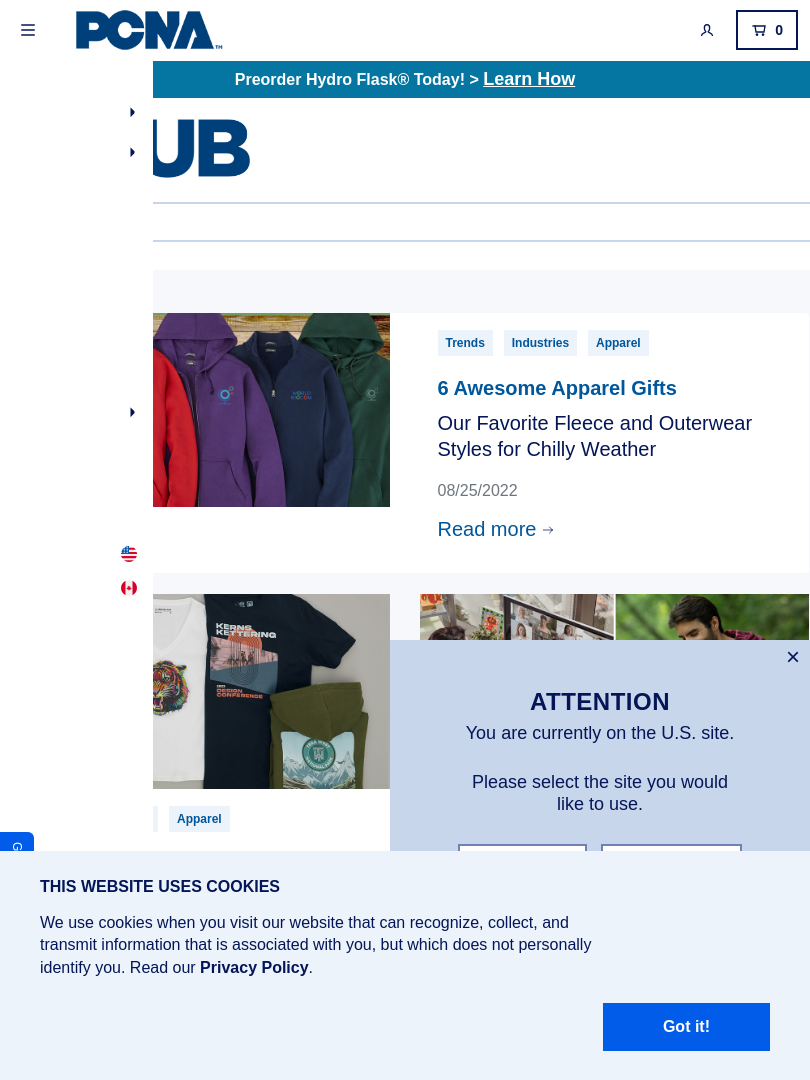 PCNA™
0
Preorder Hydro Flask® Today! > Learn How
UB
Trends
Industries
Apparel
6 Awesome Apparel Gifts
Our Favorite Fleece and Outerwear
Styles for Chilly Weather
08/25/2022
Read more
KERNS
KETTERING
DESIGN
CONFERENCE
Apparel
ATTENTION
You are currently on the U.S. site.
Please select the site you would
like to use.
G
THIS WEBSITE USES COOKIES
We use cookies when you visit our website that can recognize, collect, and
transmit information that is associated with you, but which does not personally
identify you. Read our Privacy Policy.
Got it!